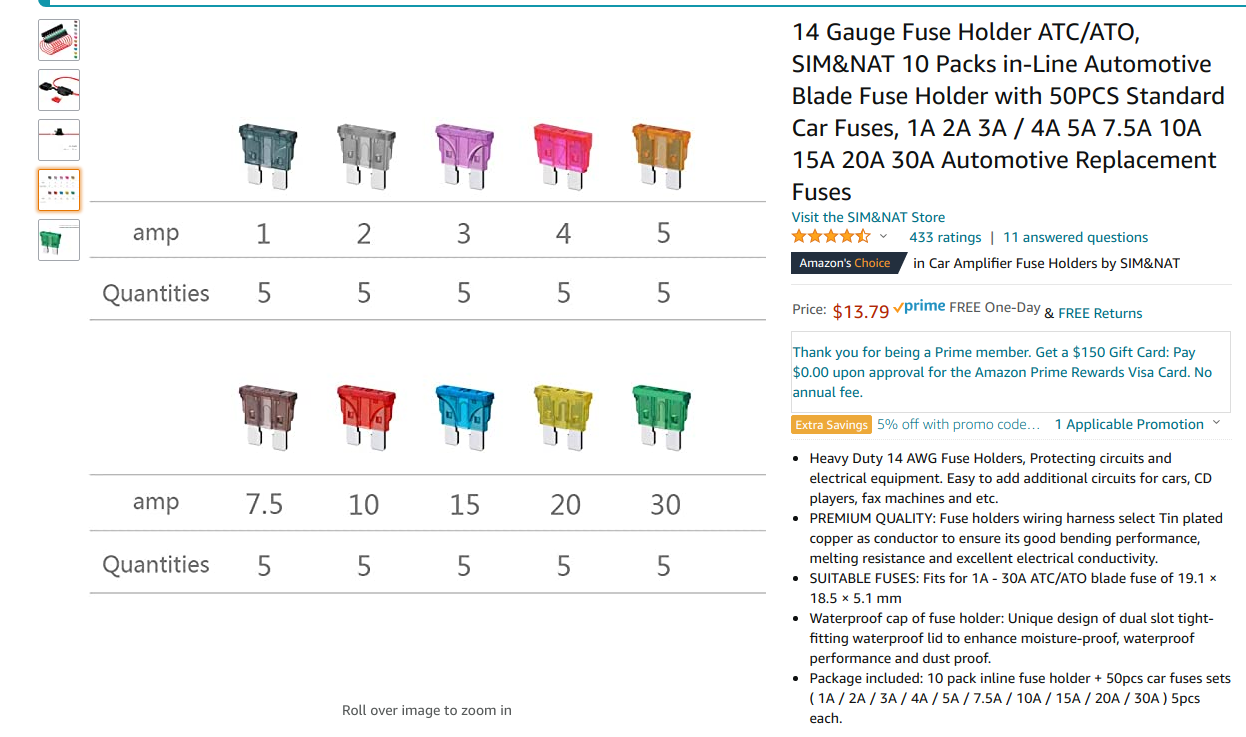 14 Gauge Fuse Holder ATC/ATO,
SIM&NAT 10 Packs in-Line Automotive
Blade Fuse Holder with 50PCS Standard
Car Fuses, 1A 2A 3A / 4A 5A 7.5A 10A
15A 20A 30A Automotive Replacement
Fuses
Visit the SIM&NAT Store
433 ratings | 11 answered questions
Amazon's Choice in Car Amplifier Fuse Holders by SIM&NAT
Price: $13.79 prime FREE One-Day & FREE Returns
Thank you for being a Prime member. Get a $150 Gift Card: Pay
$0.00 upon approval for the Amazon Prime Rewards Visa Card. No
annual fee.
Extra Savings 5% off with promo code... 1 Applicable Promotion
Heavy Duty 14 AWG Fuse Holders, Protecting circuits and
electrical equipment. Easy to add additional circuits for cars, CD
players, fax machines and etc.
PREMIUM QUALITY: Fuse holders wiring harness select Tin plated
copper as conductor to ensure its good bending performance,
melting resistance and excellent electrical conductivity.
SUITABLE FUSES: Fits for 1A - 30A ATC/ATO blade fuse of 19.1 ×
18.5 × 5.1 mm
Waterproof cap of fuse holder: Unique design of dual slot tight-
fitting waterproof lid to enhance moisture-proof, waterproof
performance and dust proof.
Package included: 10 pack inline fuse holder + 50pcs car fuses sets
( 1A / 2A / 3A / 4A / 5A / 7.5A / 10A / 15A / 20A / 30A ) 5pcs
each.
amp 1 2 3 4 5
Quantities 5 5 5 5 5
amp 7.5 10 15 20 30
Quantities 5 5 5 5 5
Roll over image to zoom in